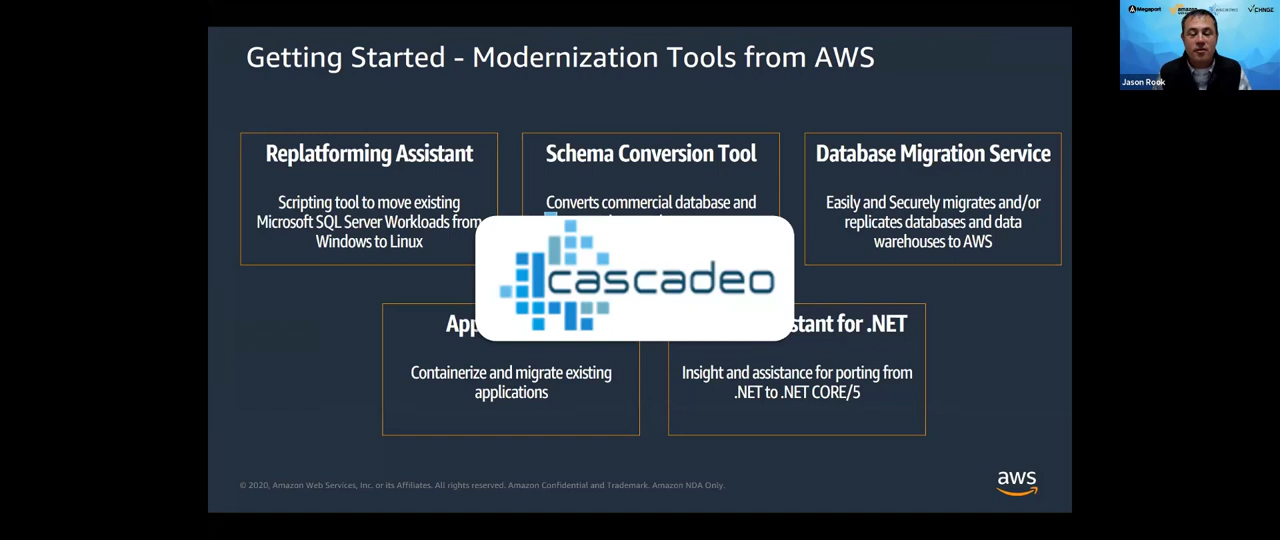 Megaport
amazon
cascadeo
VCHNGE
Jason Rook
Getting Started - Modernization Tools from AWS
Replatforming Assistant
Scripting tool to move existing
Microsoft SQL Server Workloads from
Windows to Linux
Schema Conversion Tool
Converts commercial database and
Database Migration Service
Easily and Securely migrates and/or
replicates databases and data
warehouses to AWS
cascadeo
App
Containerize and migrate existing
applications
stant for .NET
Insight and assistance for porting from
.NET to .NET CORE/5
© 2020, Amazon Web Services, Inc. or its Affiliates. All rights reserved. Amazon Confidential and Trademark. Amazon NDA Only.
aws